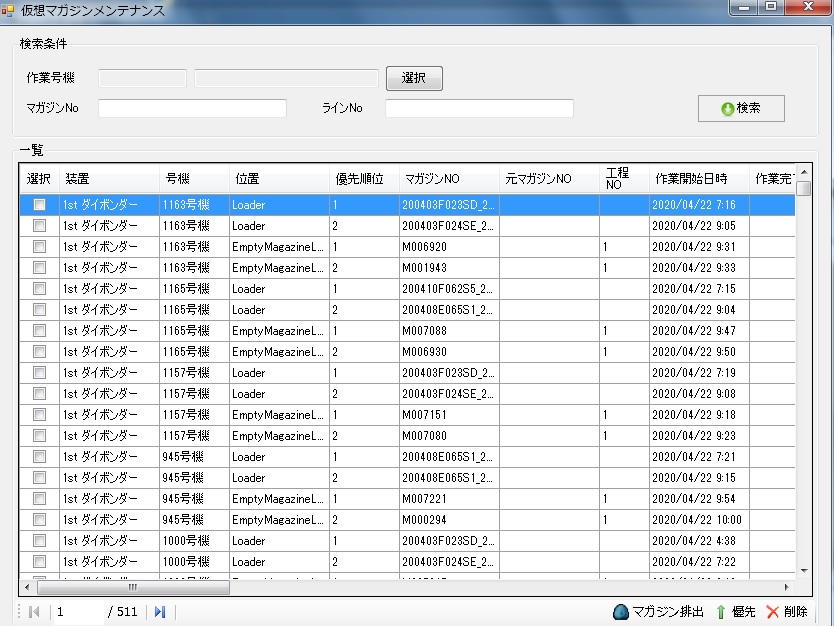 仮想マガジンメンテナンス
検索条件
作業号機 選択
マガジンNo ラインNo 検索
一覧
選択 装置 号機 位置 優先順位 マガジンNO 元マガジンNO 工程NO 作業開始日時 作業完
1st ダイボンダー 1163号機 Loader 1 200403F023SD_2... 2020/04/22 7:16
1st ダイボンダー 1163号機 Loader 2 200403F024SE_2... 2020/04/22 9:05
1st ダイボンダー 1163号機 EmptyMagazineL... 1 M006920 1 2020/04/22 9:31
1st ダイボンダー 1163号機 EmptyMagazineL... 2 M001943 1 2020/04/22 9:33
1st ダイボンダー 1165号機 Loader 1 200410F062S5_2... 2020/04/22 7:15
1st ダイボンダー 1165号機 Loader 2 200408E065S1_2... 2020/04/22 9:04
1st ダイボンダー 1165号機 EmptyMagazineL... 1 M007088 1 2020/04/22 9:47
1st ダイボンダー 1165号機 EmptyMagazineL... 2 M006930 1 2020/04/22 9:50
1st ダイボンダー 1157号機 Loader 1 200403F023SD_2... 2020/04/22 7:19
1st ダイボンダー 1157号機 Loader 2 200403F024SE_2... 2020/04/22 9:08
1st ダイボンダー 1157号機 EmptyMagazineL... 1 M007151 1 2020/04/22 9:18
1st ダイボンダー 1157号機 EmptyMagazineL... 2 M007080 1 2020/04/22 9:23
1st ダイボンダー 945号機 Loader 1 200408E065S1_2... 2020/04/22 7:21
1st ダイボンダー 945号機 Loader 2 200408E065S1_2... 2020/04/22 9:15
1st ダイボンダー 945号機 EmptyMagazineL... 1 M007221 1 2020/04/22 9:54
1st ダイボンダー 945号機 EmptyMagazineL... 2 M000294 1 2020/04/22 10:00
1st ダイボンダー 1000号機 Loader 1 200403F023SD_2... 2020/04/22 4:38
1st ダイボンダー 1000号機 Loader 2 200403F024SE_2... 2020/04/22 7:22
1 / 511 マガジン排出 優先 削除